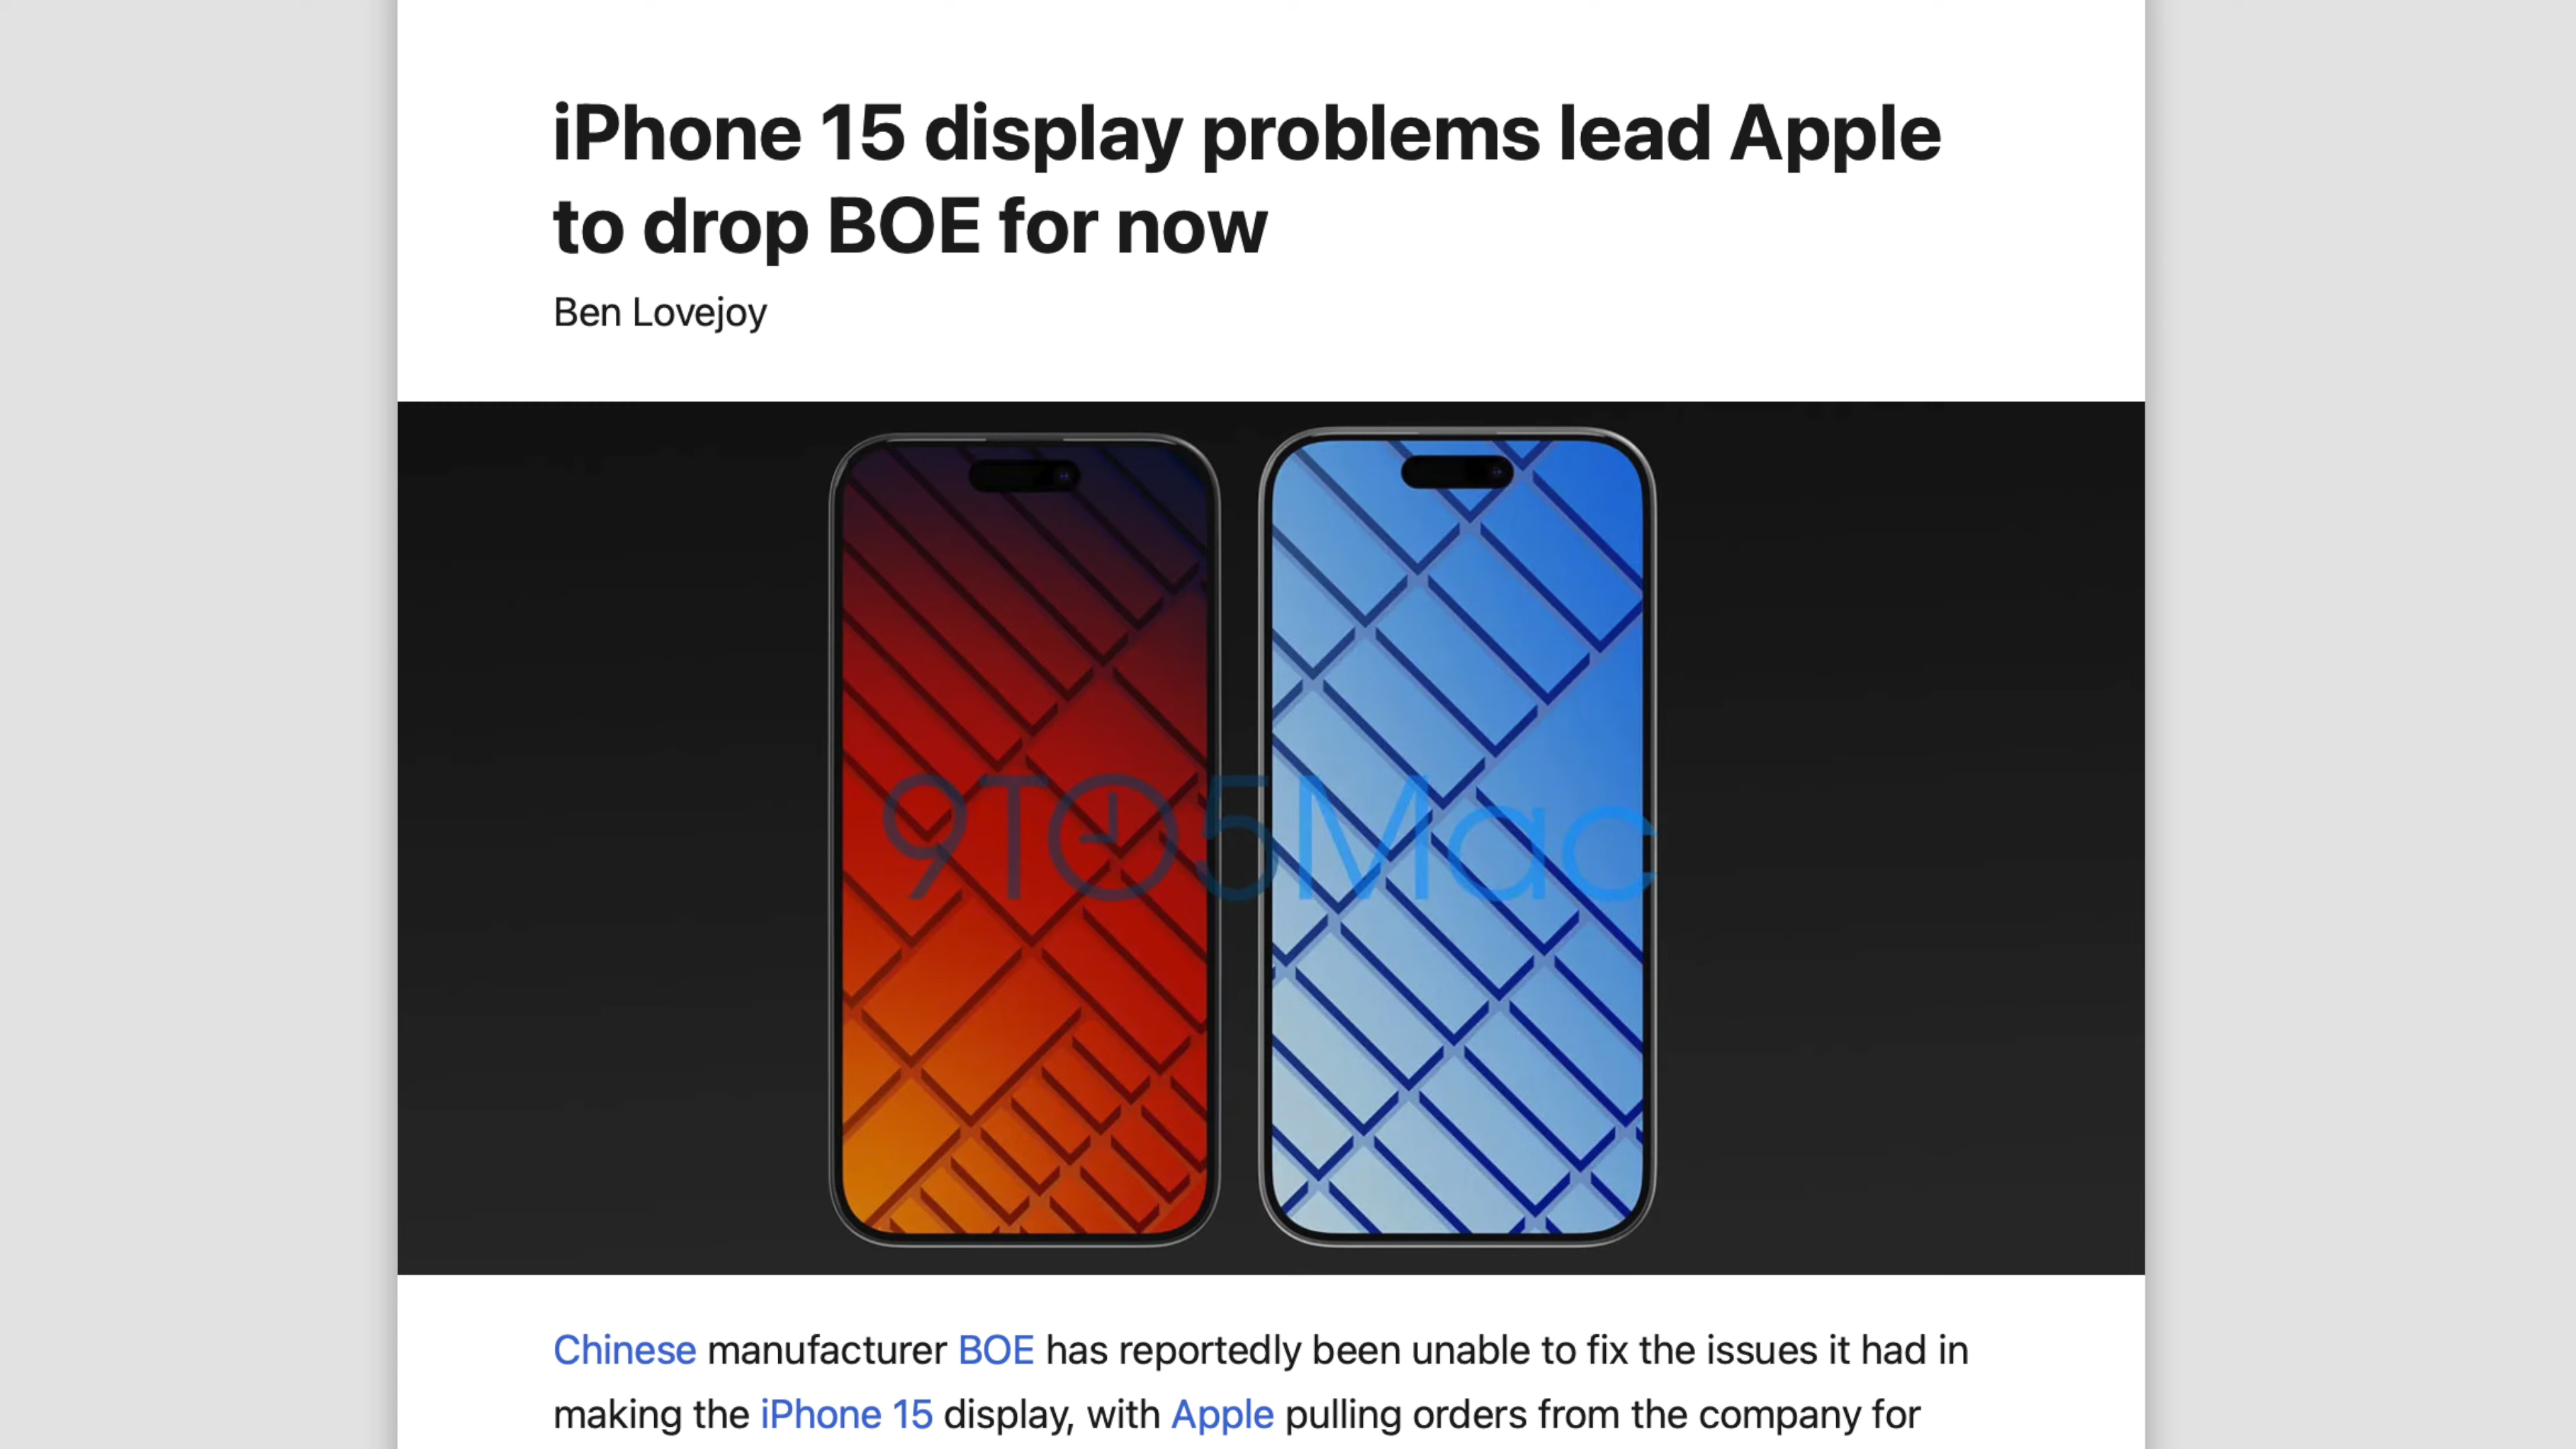 iPhone 15 display problems lead Apple
to drop BOE for now
Ben Lovejoy
9TO5Mac
Chinese manufacturer BOE has reportedly been unable to fix the issues it had in
making the iPhone 15 display, with Apple pulling orders from the company for